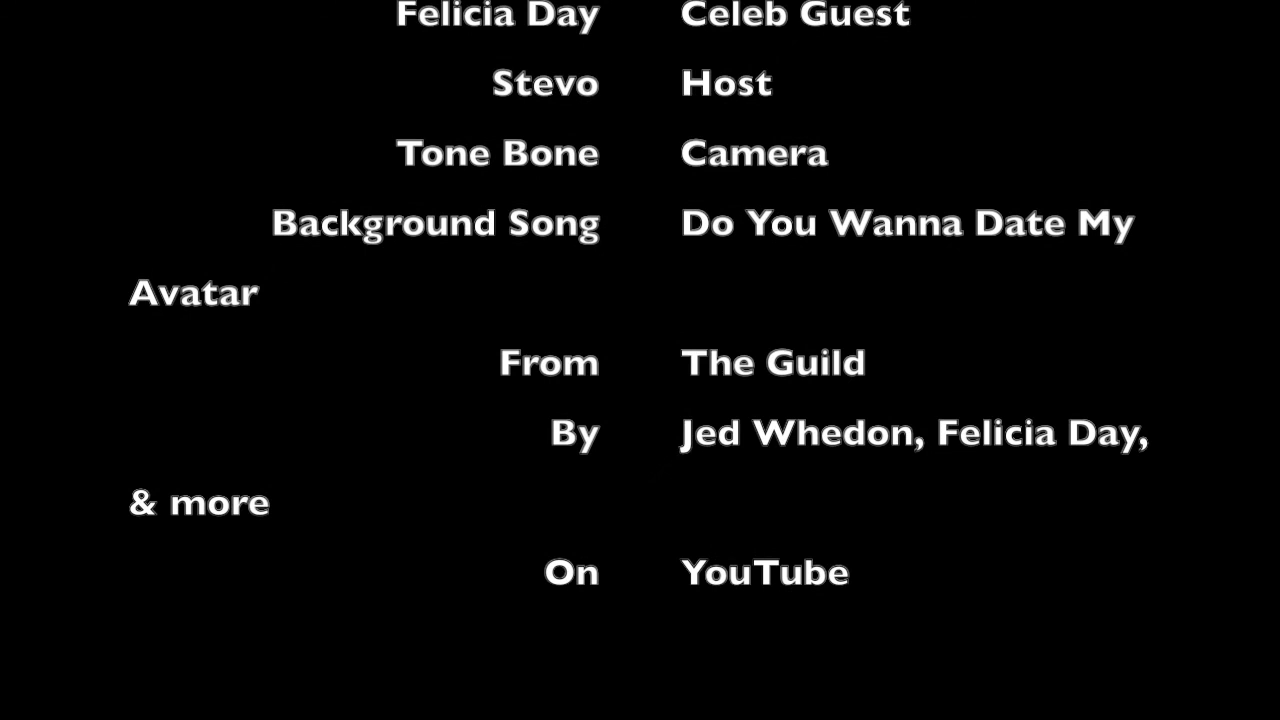 Felicia Day Celeb Guest
Stevo Host
Tone Bone Camera
Background Song Do You Wanna Date My
Avatar
From The Guild
By Jed Whedon, Felicia Day,
& more
On YouTube